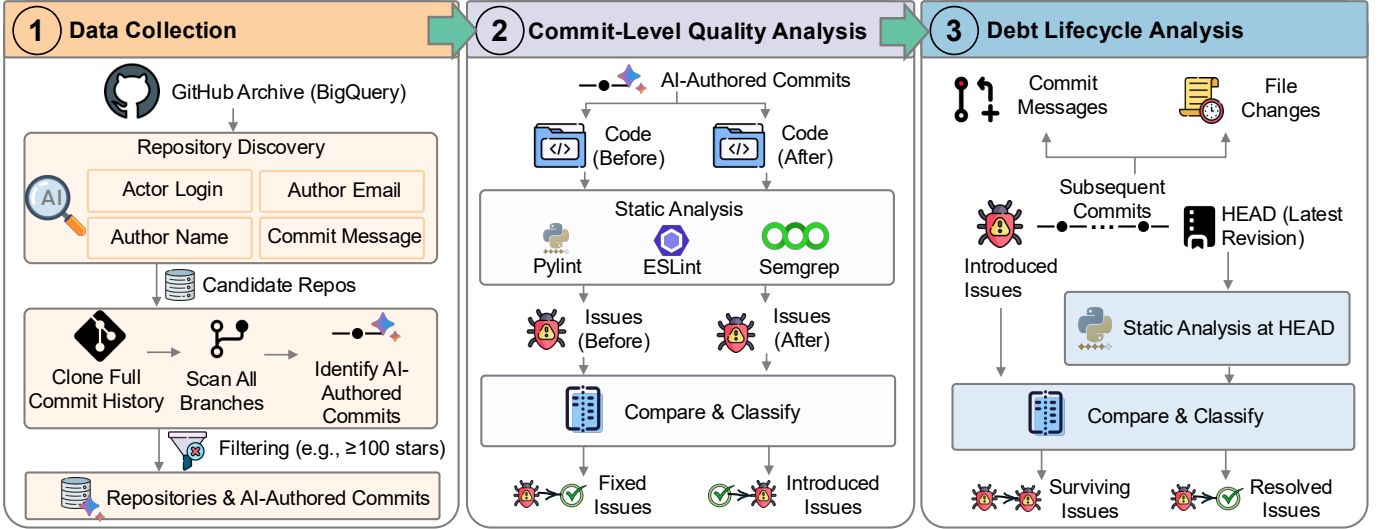 1 Data Collection
GitHub Archive (BigQuery)
Repository Discovery
AI
Actor Login
Author Email
Author Name
Commit Message
Candidate Repos
Clone Full
Commit History
Scan All
Branches
Identify AI-
Authored
Commits
Filtering (e.g., ≥100 stars)
Repositories & AI-Authored Commits
2 Commit-Level Quality Analysis
AI-Authored Commits
Code
(Before)
Code
(After)
Static Analysis
Pylint
ESLint
Semgrep
Issues
(Before)
Issues
(After)
Compare & Classify
Fixed
Issues
Introduced
Issues
3 Debt Lifecycle Analysis
Commit
Messages
File
Changes
Subsequent
Commits
HEAD (Latest
Revision)
Introduced
Issues
Static Analysis at HEAD
Compare & Classify
Surviving
Issues
Resolved
Issues